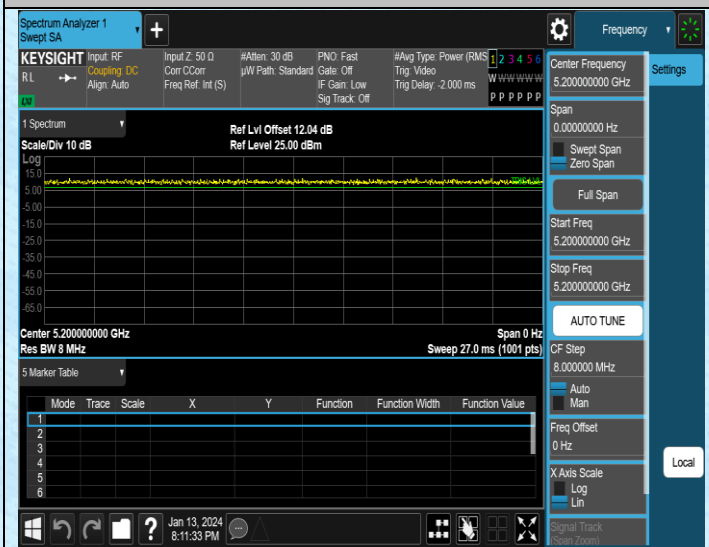 Spectrum Analyzer 1
Swept SA
Frequency
KEYSIGHT
Input: RF
Input Z: 50 Ω
#Atten: 30 dB
PNO: Fast
#Avg Type: Power (RMS
1 2 3 4 5 6
RL
Coupling: DC
Corr CCorr
µW Path: Standard
Gate: Off
Trig: Video
W W W W W W
Align: Auto
Freq Ref: Int (S)
IF Gain: Low
Trig Delay: -2.000 ms
Sig Track: Off
P P P P P P
LXI
1 Spectrum
Ref Lvl Offset 12.04 dB
Scale/Div 10 dB
Ref Level 25.00 dBm
Log
15.0
5.00
-5.00
-15.0
-25.0
-35.0
-45.0
-55.0
-65.0
Center 5.200000000 GHz
Span 0 Hz
Res BW 8 MHz
Sweep 27.0 ms (1001 pts)
5 Marker Table
Mode Trace Scale X Y Function Function Width Function Value
1
2
3
4
5
6
Jan 13, 2024
8:11:33 PM
Center Frequency
5.200000000 GHz
Settings
Span
0.00000000 Hz
Swept Span
Zero Span
Full Span
Start Freq
5.200000000 GHz
Stop Freq
5.200000000 GHz
AUTO TUNE
CF Step
8.000000 MHz
Auto
Man
Freq Offset
0 Hz
X Axis Scale
Log
Lin
Local
Signal Track
(Span Zoom)